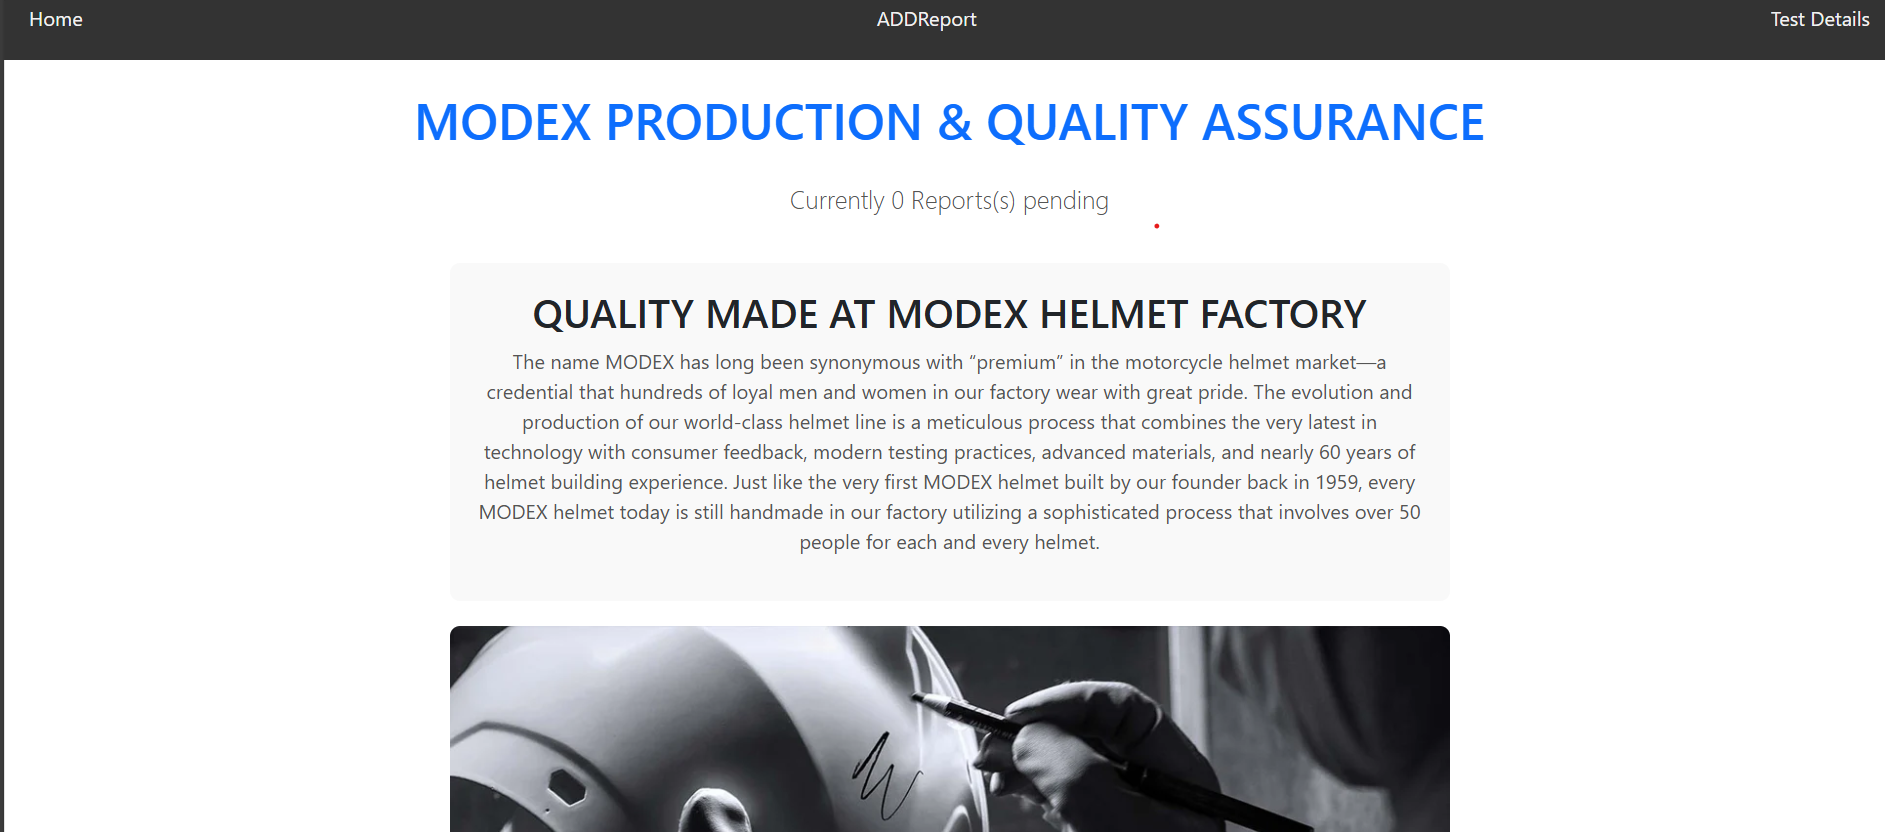 Home ADDReport Test Details
MODEX PRODUCTION & QUALITY ASSURANCE
Currently 0 Reports(s) pending
QUALITY MADE AT MODEX HELMET FACTORY
The name MODEX has long been synonymous with “premium” in the motorcycle helmet market—a
credential that hundreds of loyal men and women in our factory wear with great pride. The evolution and
production of our world-class helmet line is a meticulous process that combines the very latest in
technology with consumer feedback, modern testing practices, advanced materials, and nearly 60 years of
helmet building experience. Just like the very first MODEX helmet built by our founder back in 1959, every
MODEX helmet today is still handmade in our factory utilizing a sophisticated process that involves over 50
people for each and every helmet.